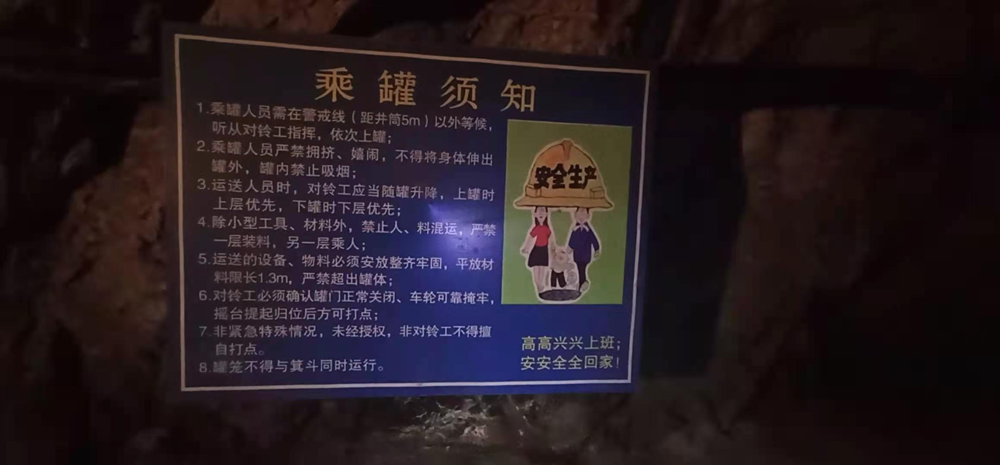 乘罐须知
1.乘罐人员需在警戒线（距井筒5m）以外等候，
听从对铃工指挥，依次上罐；
2.乘罐人员严禁拥挤、嬉闹，不得将身体伸出
罐外，罐内禁止吸烟；
3.运送人员时，对铃工应当随罐升降，上罐时
上层优先，下罐时下层优先；
4.除小型工具、材料外，禁止人、料混运，严禁
一层装料，另一层乘人；
5.运送的设备、物料必须安放整齐牢固，平放材
料限长1.3m，严禁超出罐体；
6.对铃工必须确认罐门正常关闭、车轮可靠掩牢，
摇台提起归位后方可打点；
7.非紧急特殊情况，未经授权，非对铃工不得擅
自打点。
8.罐笼不得与箕斗同时运行。
安全生产
高高兴兴上班；
安安全全回家！